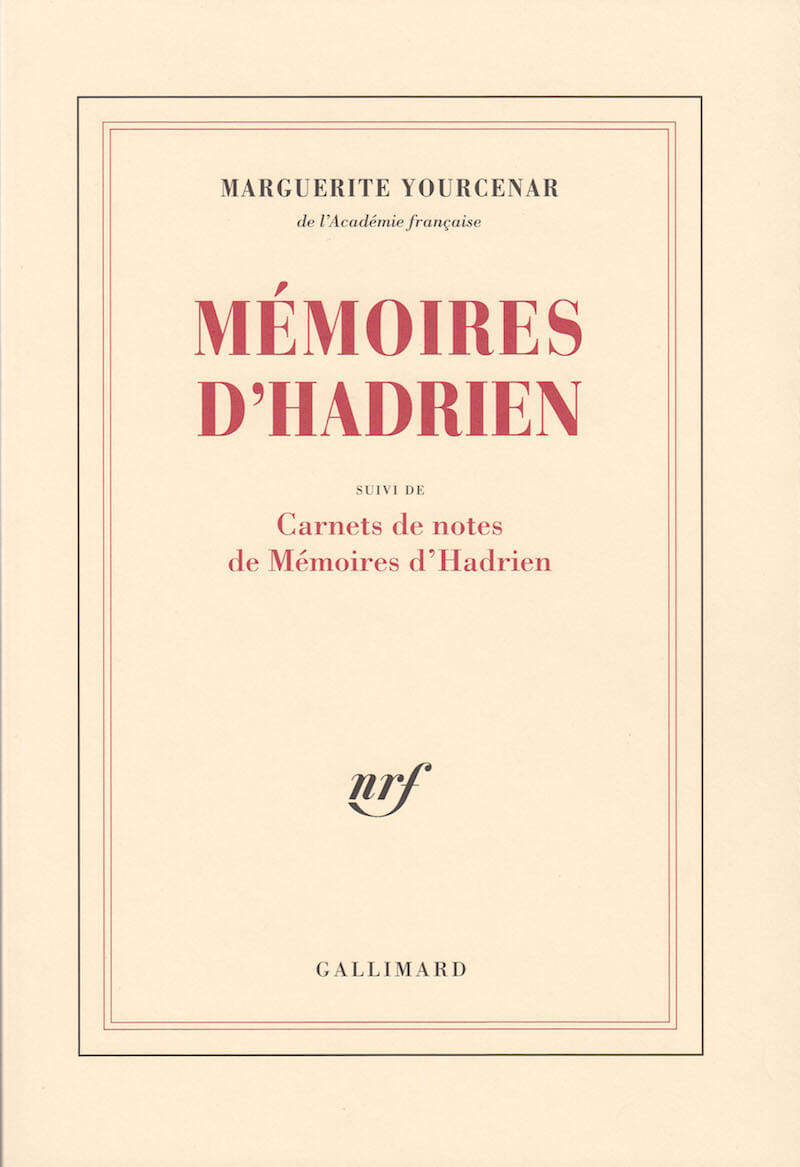 MARGUERITE YOURCENAR
de l'Académie française
MÉMOIRES
D'HADRIEN
SUIVI DE
Carnets de notes
de Mémoires d'Hadrien
nrf
GALLIMARD